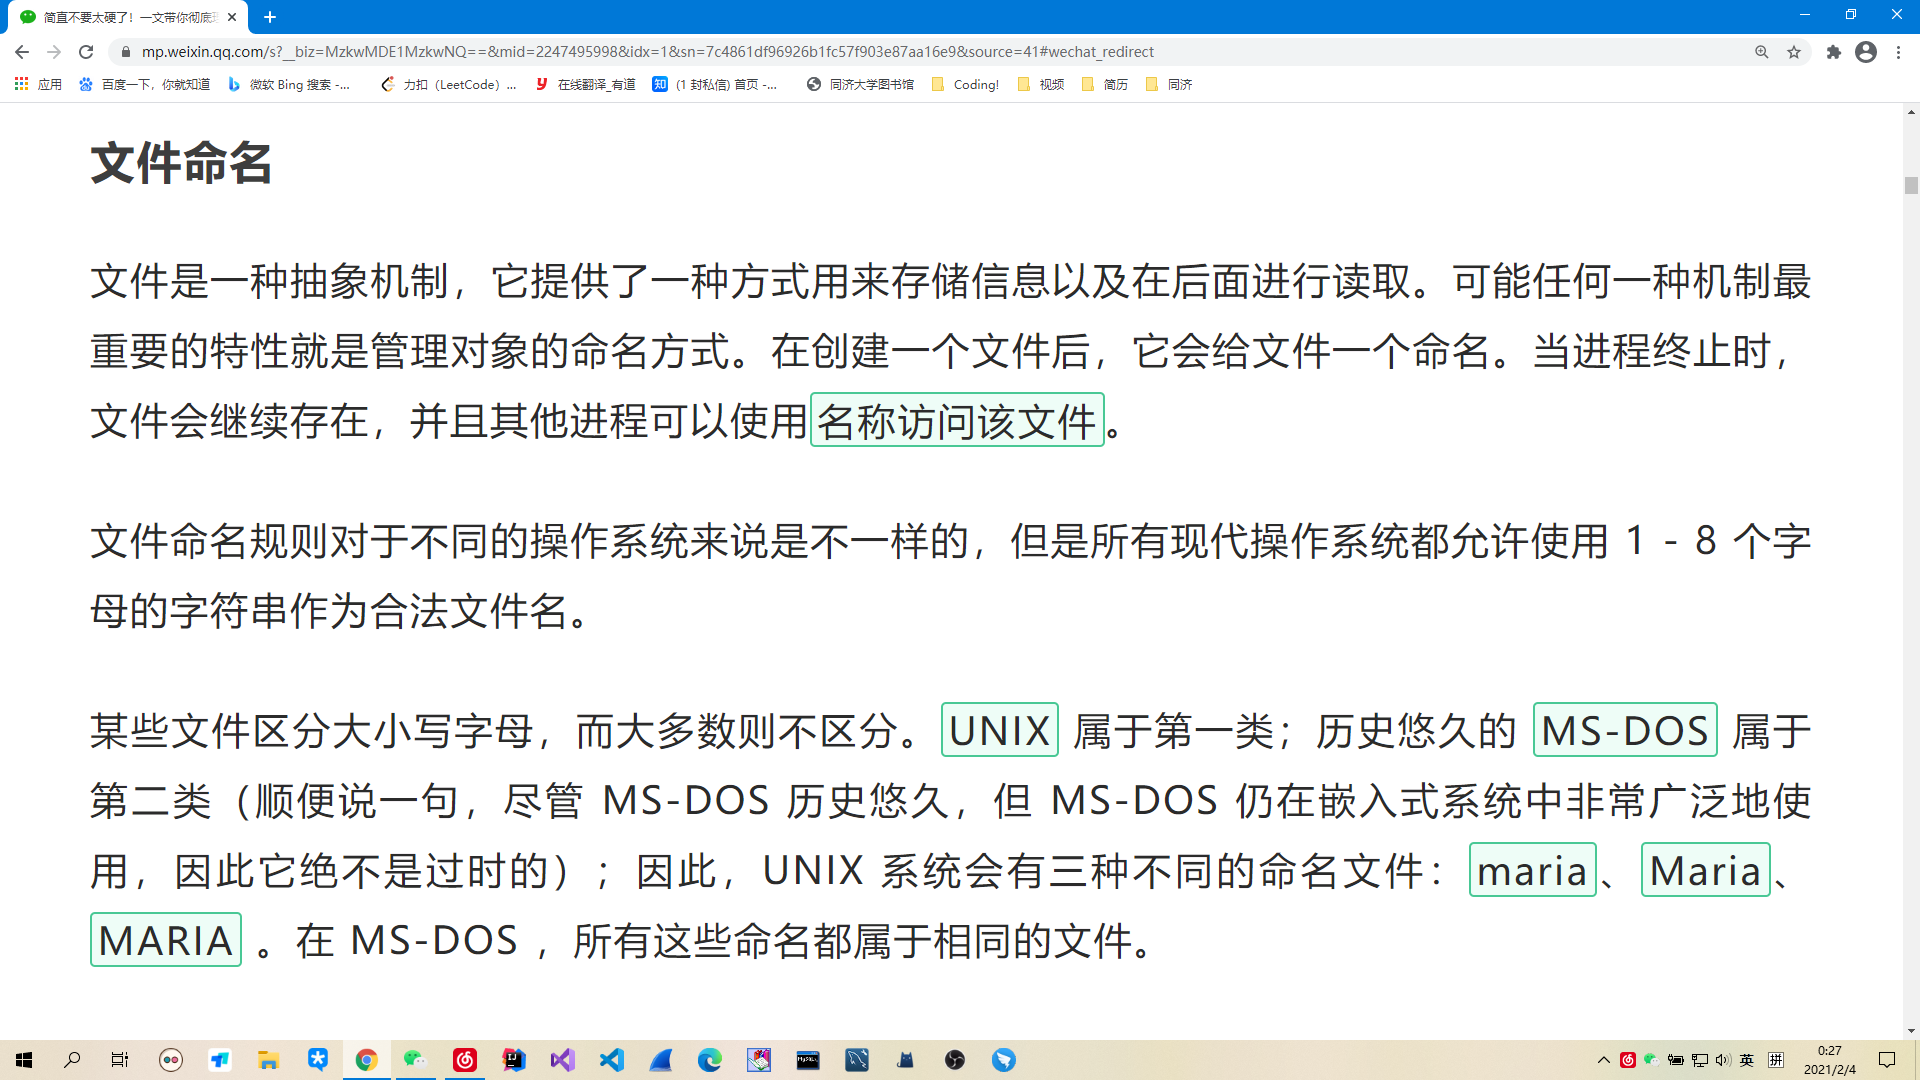 简直不要太硬了！一文带你彻底理
mp.weixin.qq.com/s?__biz=MzkwMDE1MzkwNQ==&mid=2247495998&idx=1&sn=7c4861df96926b1fc57f903e87aa16e9&source=41#wechat_redirect
应用 百度一下，你就知道 微软 Bing 搜索 -... 力扣（LeetCode）... 在线翻译_有道 (1 封私信) 首页 -... 同济大学图书馆 Coding! 视频 简历 同济
文件命名
文件是一种抽象机制，它提供了一种方式用来存储信息以及在后面进行读取。可能任何一种机制最
重要的特性就是管理对象的命名方式。在创建一个文件后，它会给文件一个命名。当进程终止时，
文件会继续存在，并且其他进程可以使用名称访问该文件。
文件命名规则对于不同的操作系统来说是不一样的，但是所有现代操作系统都允许使用 1 - 8 个字
母的字符串作为合法文件名。
某些文件区分大小写字母，而大多数则不区分。UNIX 属于第一类；历史悠久的 MS-DOS 属于
第二类（顺便说一句，尽管 MS-DOS 历史悠久，但 MS-DOS 仍在嵌入式系统中非常广泛地使
用，因此它绝不是过时的）；因此，UNIX 系统会有三种不同的命名文件：maria、Maria、
MARIA 。在 MS-DOS ，所有这些命名都属于相同的文件。
英 拼 0:27
2021/2/4